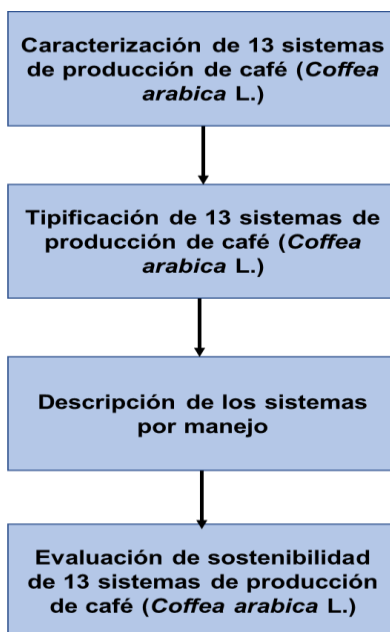 Caracterización de 13 sistemas
de producción de café (Coffea
arabica L.)
Tipificación de 13 sistemas de
producción de café (Coffea
arabica L.)
Descripción de los sistemas
por manejo
Evaluación de sostenibilidad
de 13 sistemas de producción
de café (Coffea arabica L.)